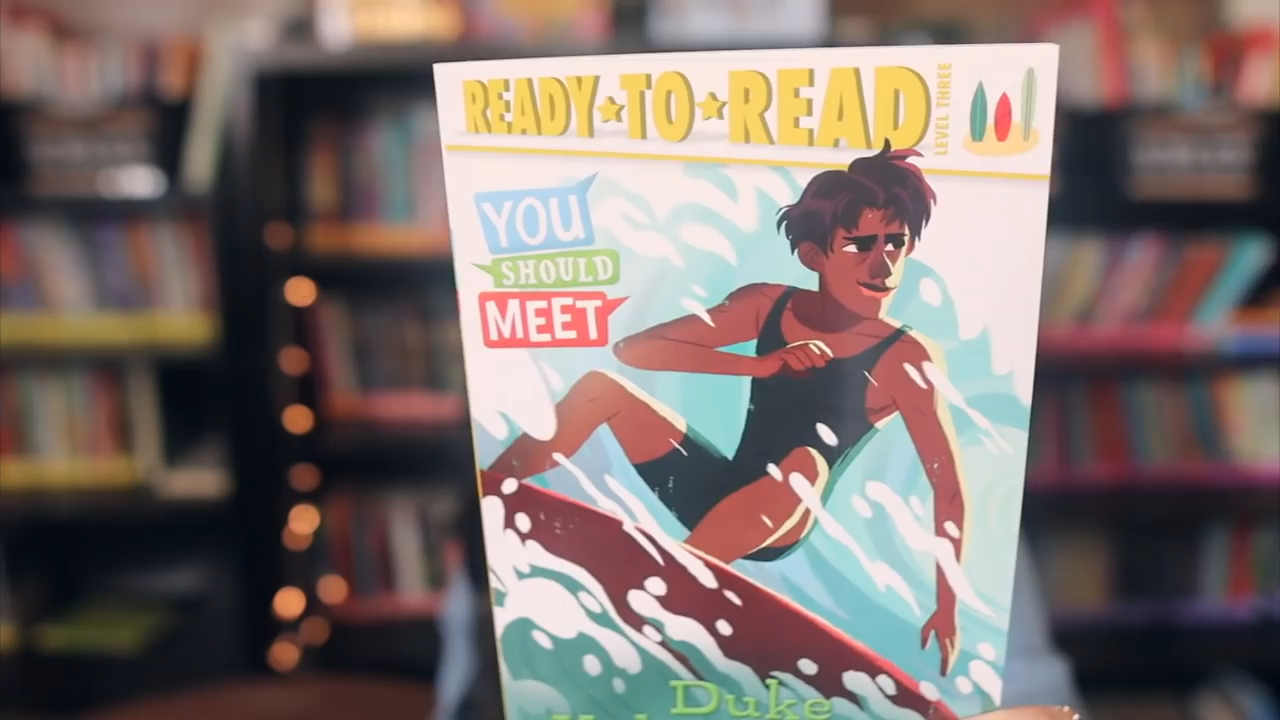 READY★TO★READ
LEVEL THREE
YOU
SHOULD
MEET
Duke